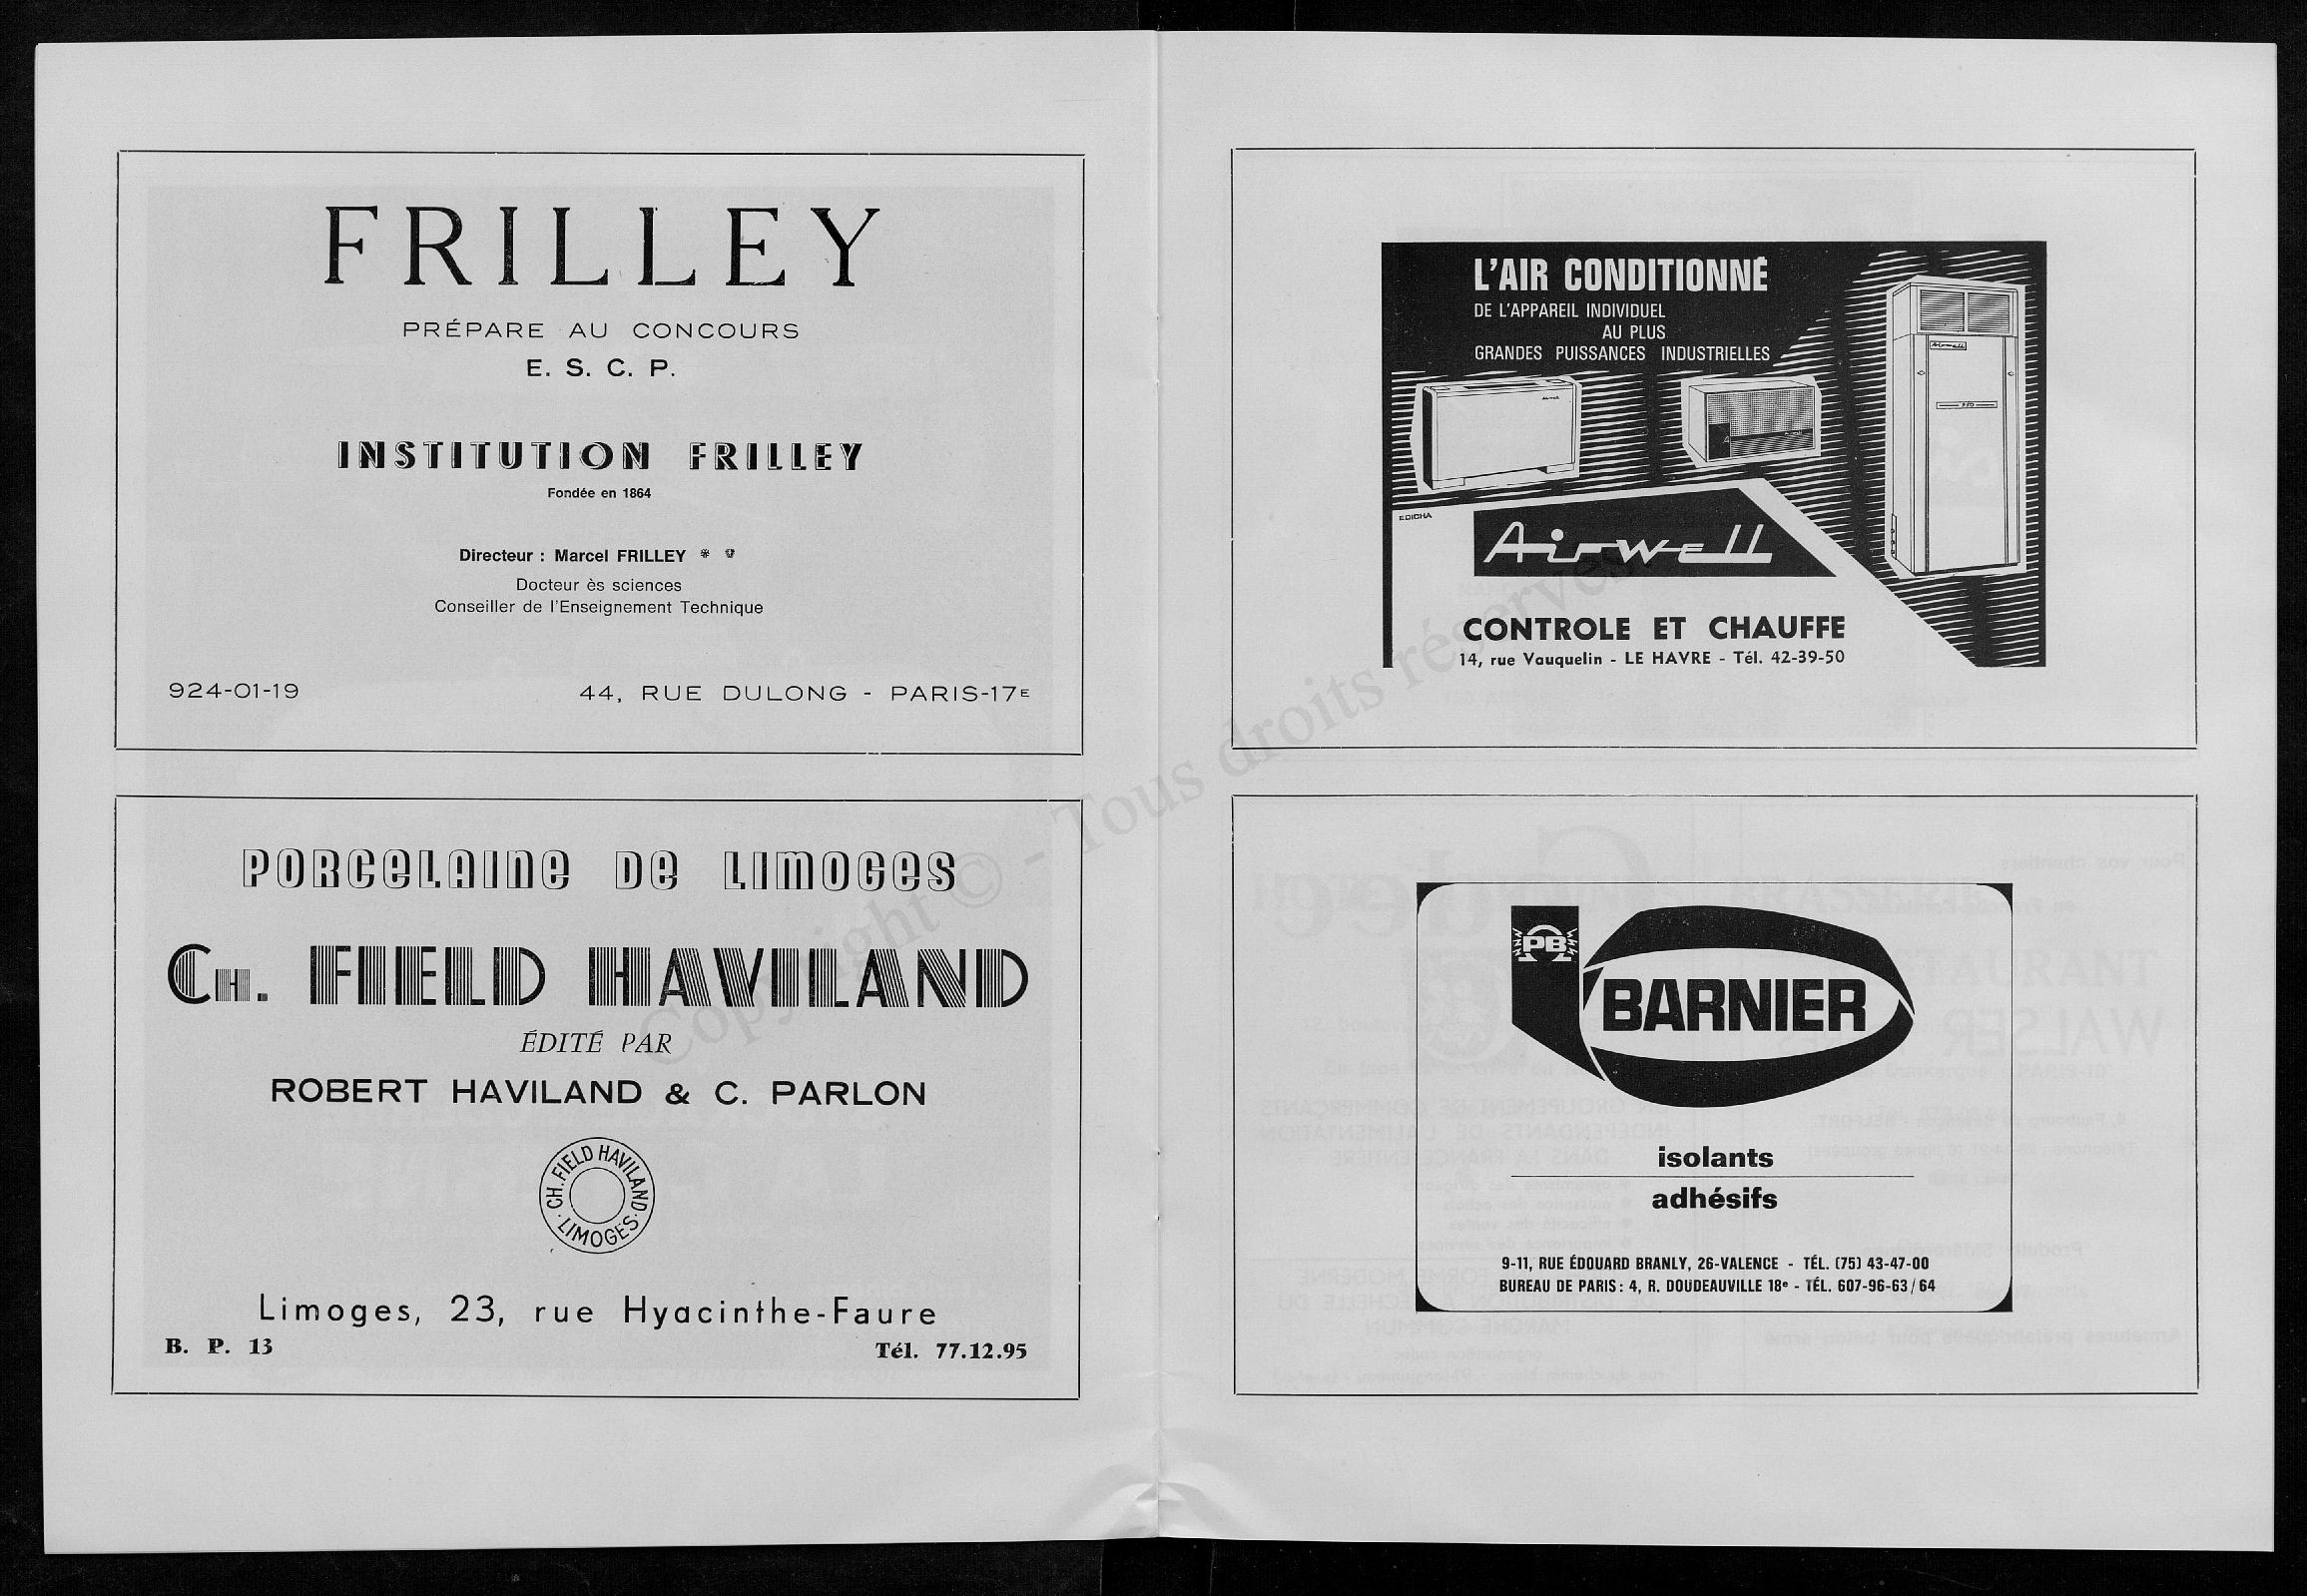 FRILLEY
PRÉPARE AU CONCOURS
E. S. C. P.
INSTITUTION FRILLEY
Fondée en 1864
Directeur : Marcel FRILLEY
Docteur ès sciences
Conseiller de l'Enseignement Technique
924-01-19
44, RUE DULONG - PARIS-17E
PORCELAINE DE LIMOGES
CH. FIELD HAVILAND
ÉDITÉ PAR
ROBERT HAVILAND & C. PARLON
CH. FIELD HAVILAND
· LIMOGES ·
Limoges, 23, rue Hyacinthe-Faure
B. P. 13
Tél. 77.12.95
L'AIR CONDITIONNÉ
DE L'APPAREIL INDIVIDUEL
AU PLUS
GRANDES PUISSANCES INDUSTRIELLES
Airwell
EDICHA
Airwell
CONTROLE ET CHAUFFE
14, rue Vauquelin - LE HAVRE - Tél. 42-39-50
PB
BARNIER
isolants
adhésifs
9-11, RUE ÉDOUARD BRANLY, 26-VALENCE - TÉL. (75) 43-47-00
BUREAU DE PARIS : 4, R. DOUDEAUVILLE 18e - TÉL. 607-96-63/64
Copyright © - Tous droits réservés.